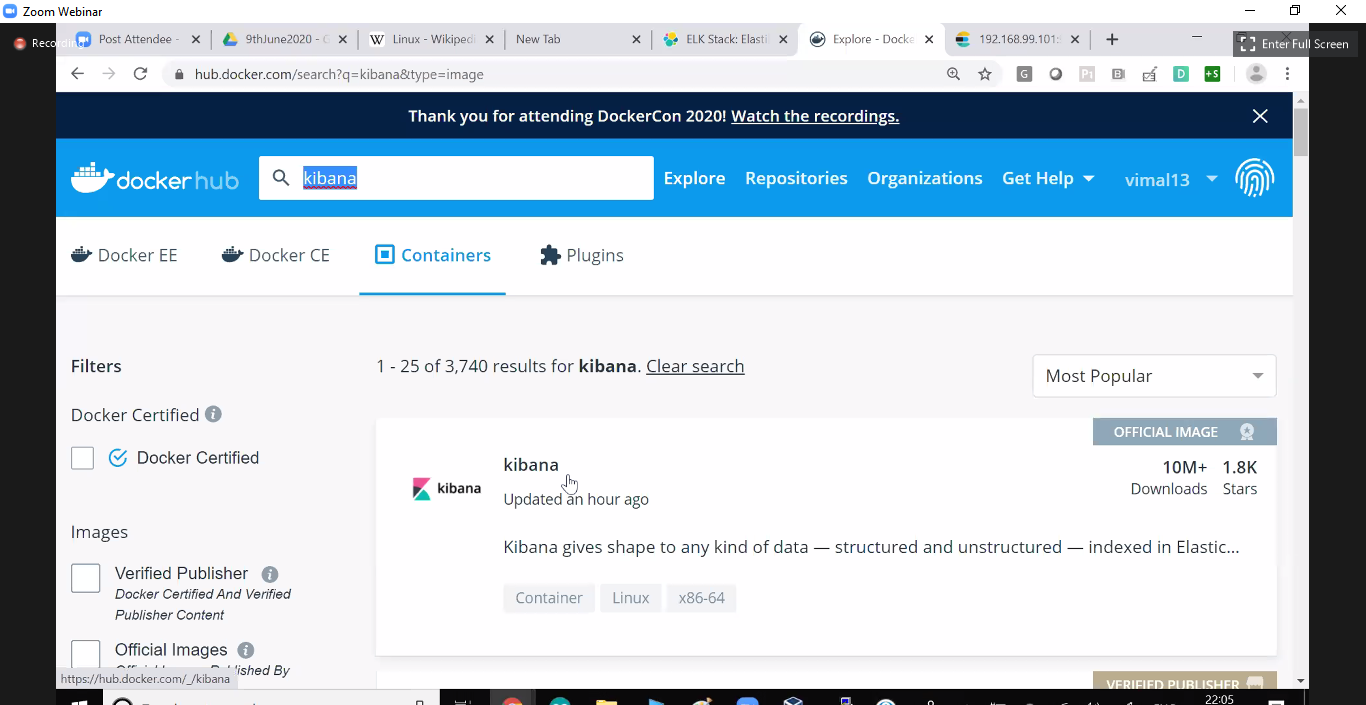 Zoom Webinar
Recording
Post Attendee -
9thJune2020 - G
Linux - Wikipedi
New Tab
ELK Stack: Elasti
Explore - Docke
192.168.99.101:
Enter Full Screen
hub.docker.com/search?q=kibana&type=image
Thank you for attending DockerCon 2020! Watch the recordings.
docker hub
kibana
Explore
Repositories
Organizations
Get Help
vimal13
Docker EE
Docker CE
Containers
Plugins
Filters
1 - 25 of 3,740 results for kibana. Clear search
Most Popular
Docker Certified
Docker Certified
OFFICIAL IMAGE
kibana
kibana
Updated an hour ago
10M+ 1.8K
Downloads Stars
Images
Kibana gives shape to any kind of data — structured and unstructured — indexed in Elastic...
Verified Publisher
Docker Certified And Verified
Publisher Content
Container
Linux
x86-64
Official Images
Published By
https://hub.docker.com/_/kibana
VERIFIED PUBLISHER
22:05